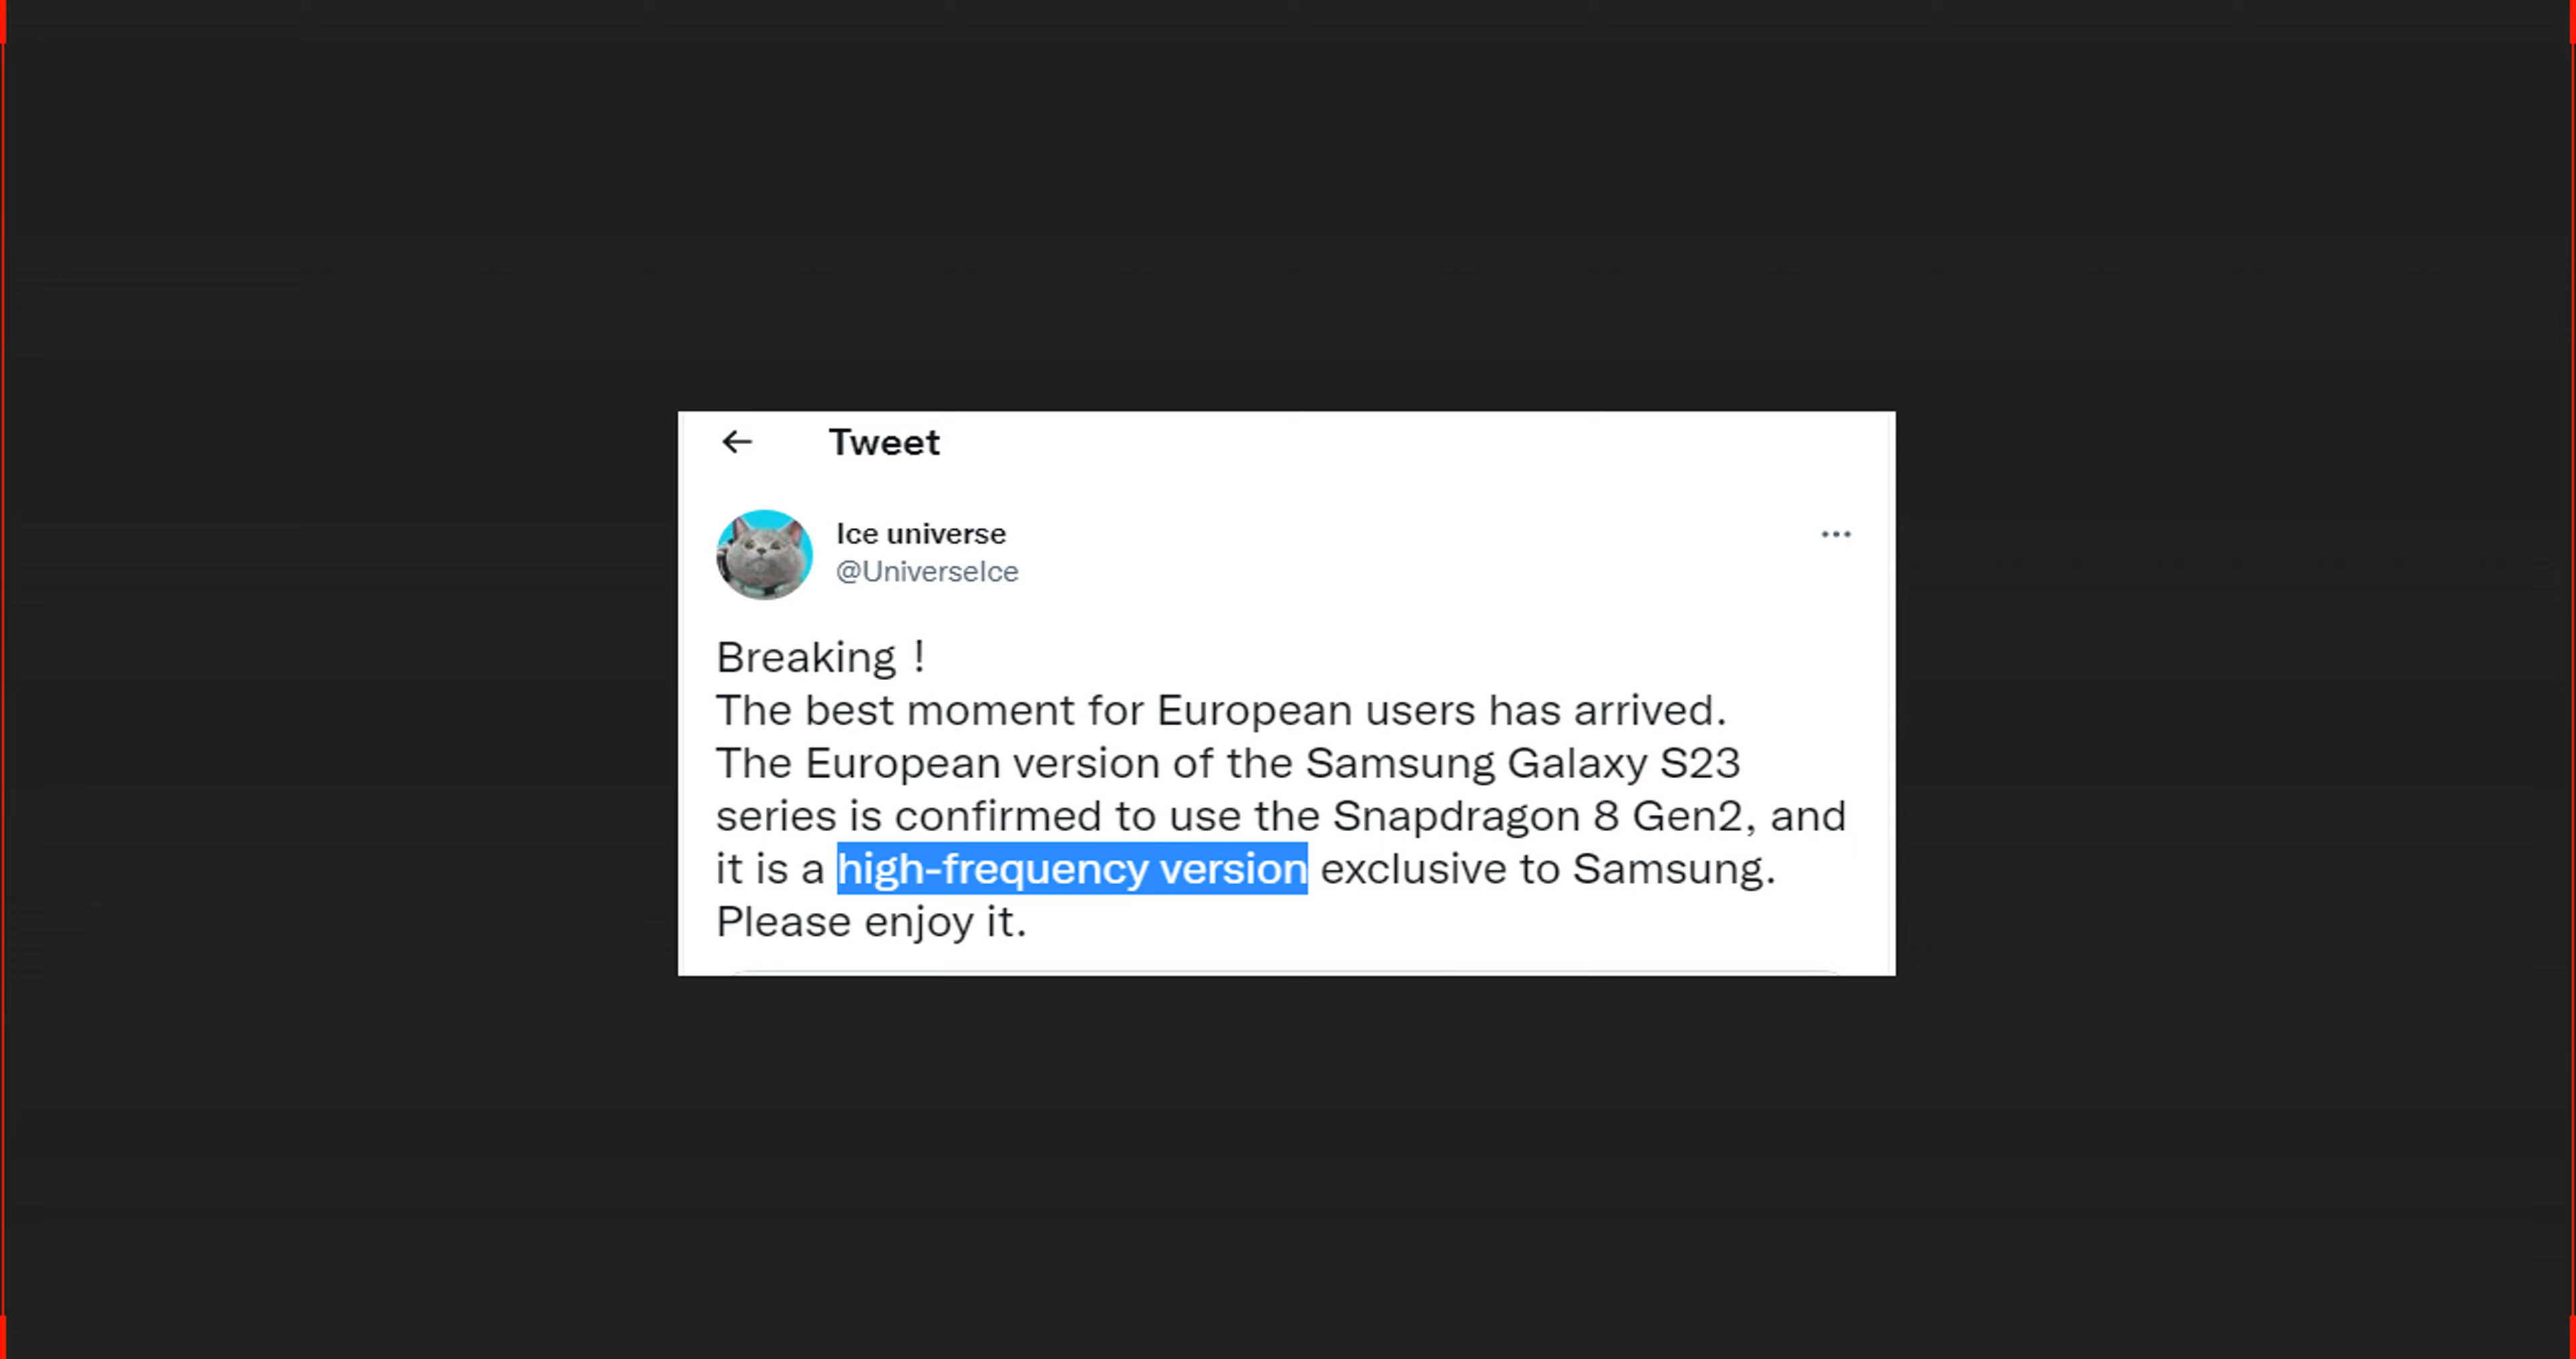 Tweet
Ice universe
@UniverseIce
Breaking！
The best moment for European users has arrived.
The European version of the Samsung Galaxy S23
series is confirmed to use the Snapdragon 8 Gen2, and
it is a high-frequency version exclusive to Samsung.
Please enjoy it.